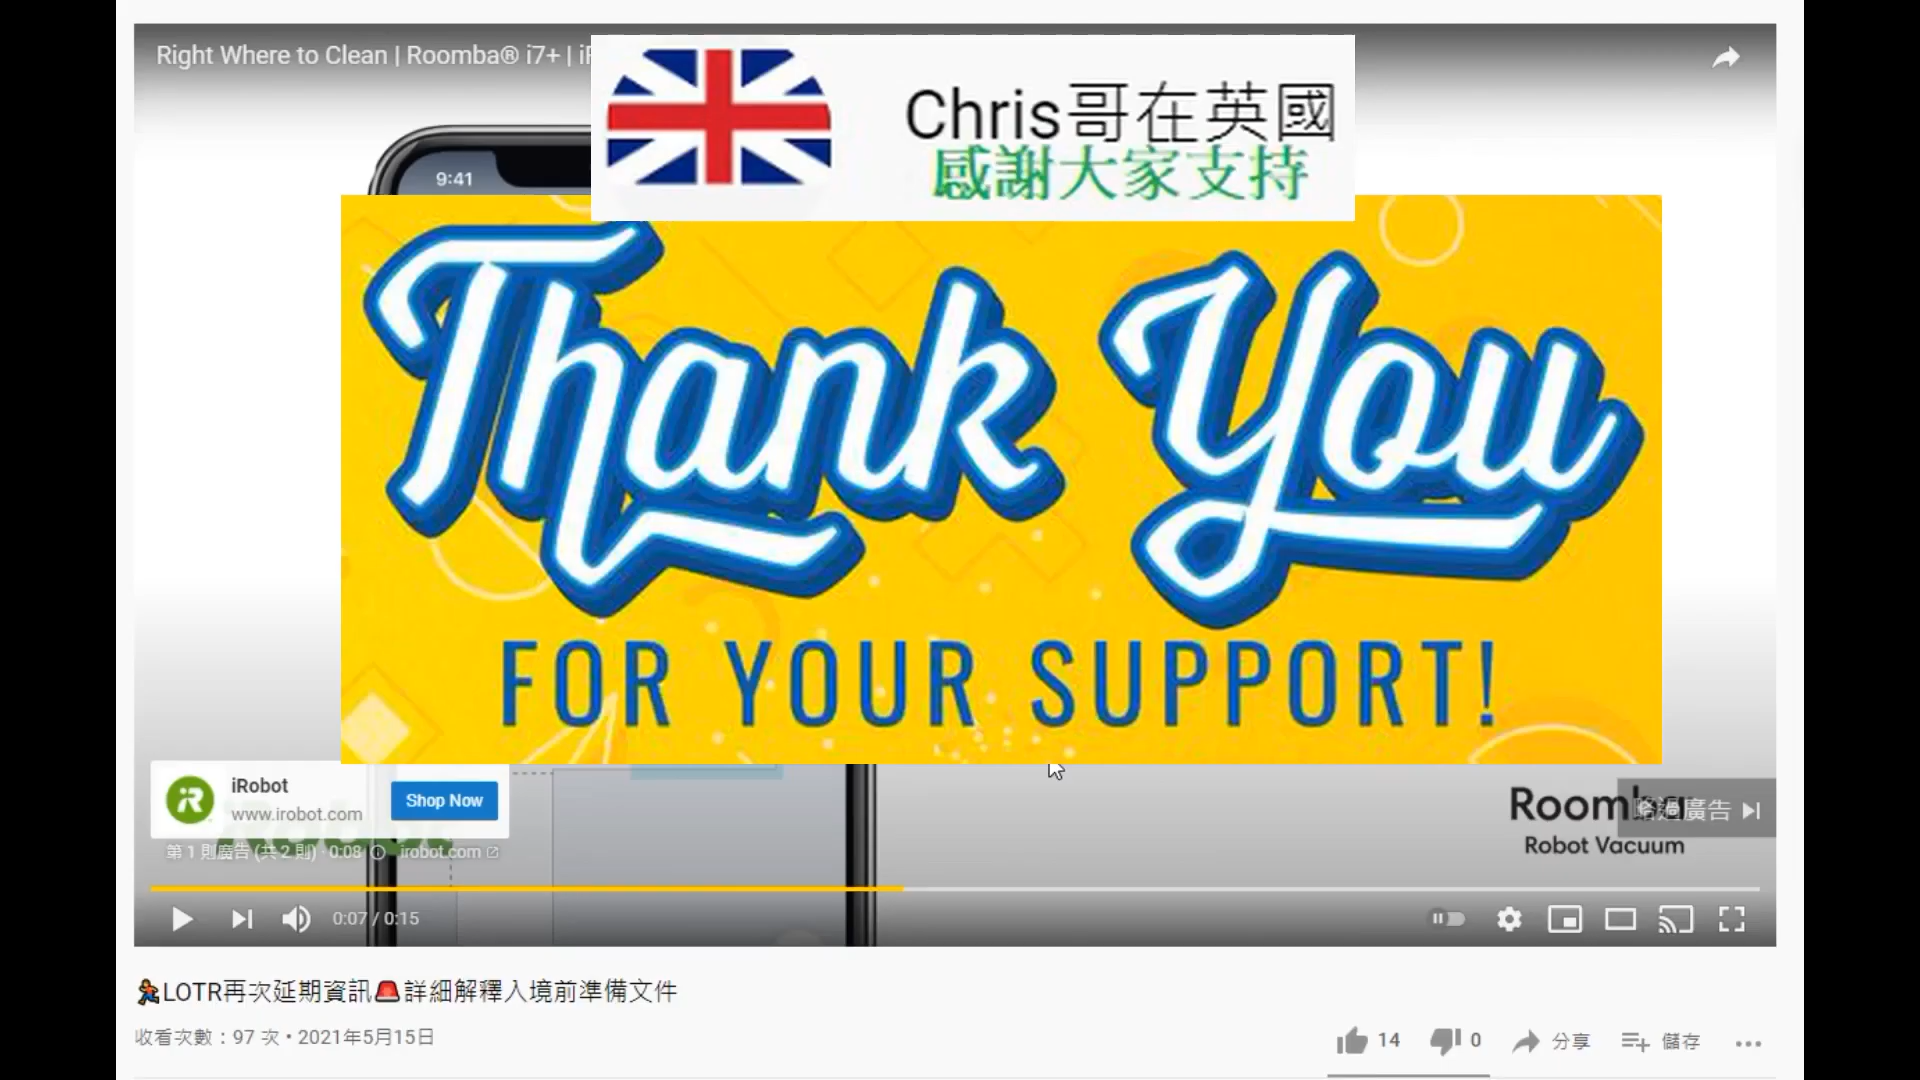 Right Where to Clean | Roomba® i7+ | iR
Chris哥在英國
感謝大家支持
9:41
Thank You
FOR YOUR SUPPORT!
iRobot
www.irobot.com
Shop Now
Roomba
略過廣告
Robot Vacuum
第 1 則廣告 (共 2 則) · 0:08 irobot.com
0:07 / 0:15
LOTR再次延期資訊🚨詳細解釋入境前準備文件
收看次數：97 次 • 2021年5月15日
14
0
分享
儲存